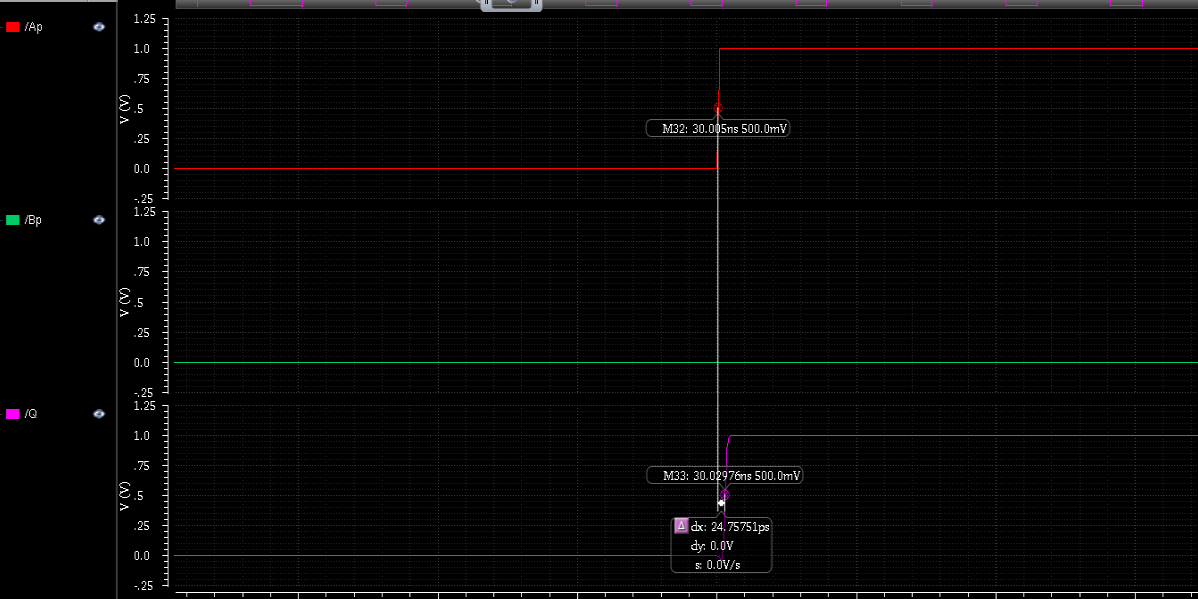 /Ap
1.25
1.0
.75
.5
.25
0.0
-.25
V (V)
M32: 30.005ns 500.0mV
/Bp
1.25
1.0
.75
.5
.25
0.0
-.25
V (V)
/Q
1.25
1.0
.75
.5
.25
0.0
-.25
V (V)
M33: 30.02976ns 500.0mV
Δ dx: 24.75751ps
dy: 0.0V
s: 0.0V/s